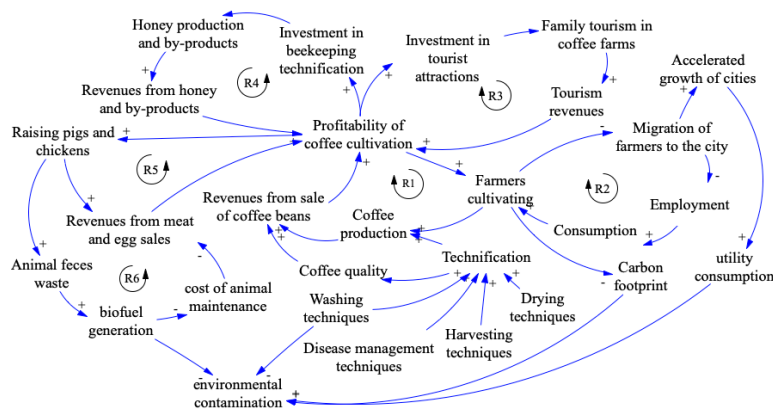 Honey production
and by-products
Investment in
beekeeping
technification
Investment in
tourist
attractions
Family tourism in
coffee farms
Accelerated
growth of cities
+
R4
+
+
R3
+
Revenues from honey
and by-products
Tourism
revenues
+
-
Migration of
farmers to the city
Raising pigs and
chickens
+
+
Profitability of
coffee cultivation
+
+
+
R5
R1
R2
-
+
Revenues from meat
and egg sales
Revenues from sale
of coffee beans
Farmers
cultivating
+
Employment
Coffee
production
+
Consumption
+
+
+
Animal feces
waste
R6
-
Coffee quality
+
Technification
Carbon
footprint
-
utility
consumption
+
+
biofuel
generation
-
cost of animal
maintenance
Washing
techniques
+
+
+
+
Drying
techniques
Disease management
techniques
Harvesting
techniques
-
-
environmental
contamination
+